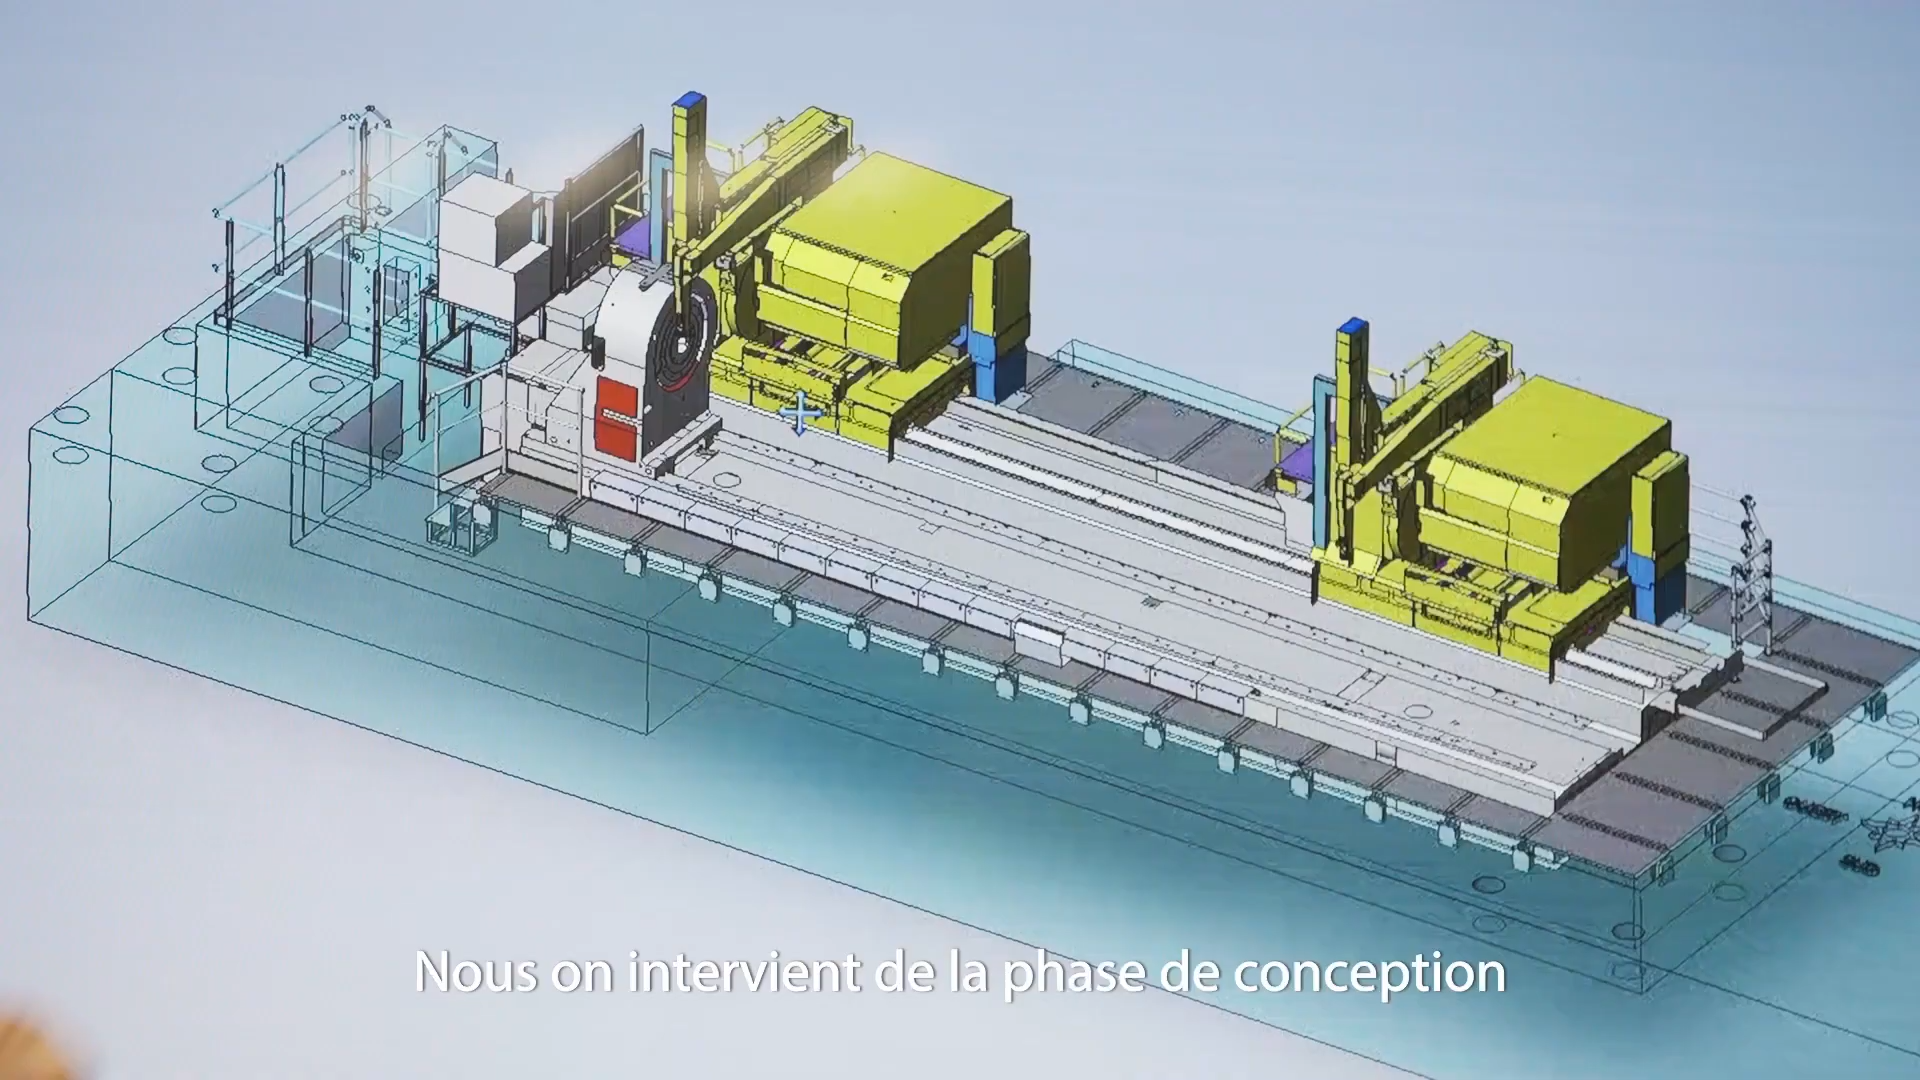 Nous on intervient de la phase de conception